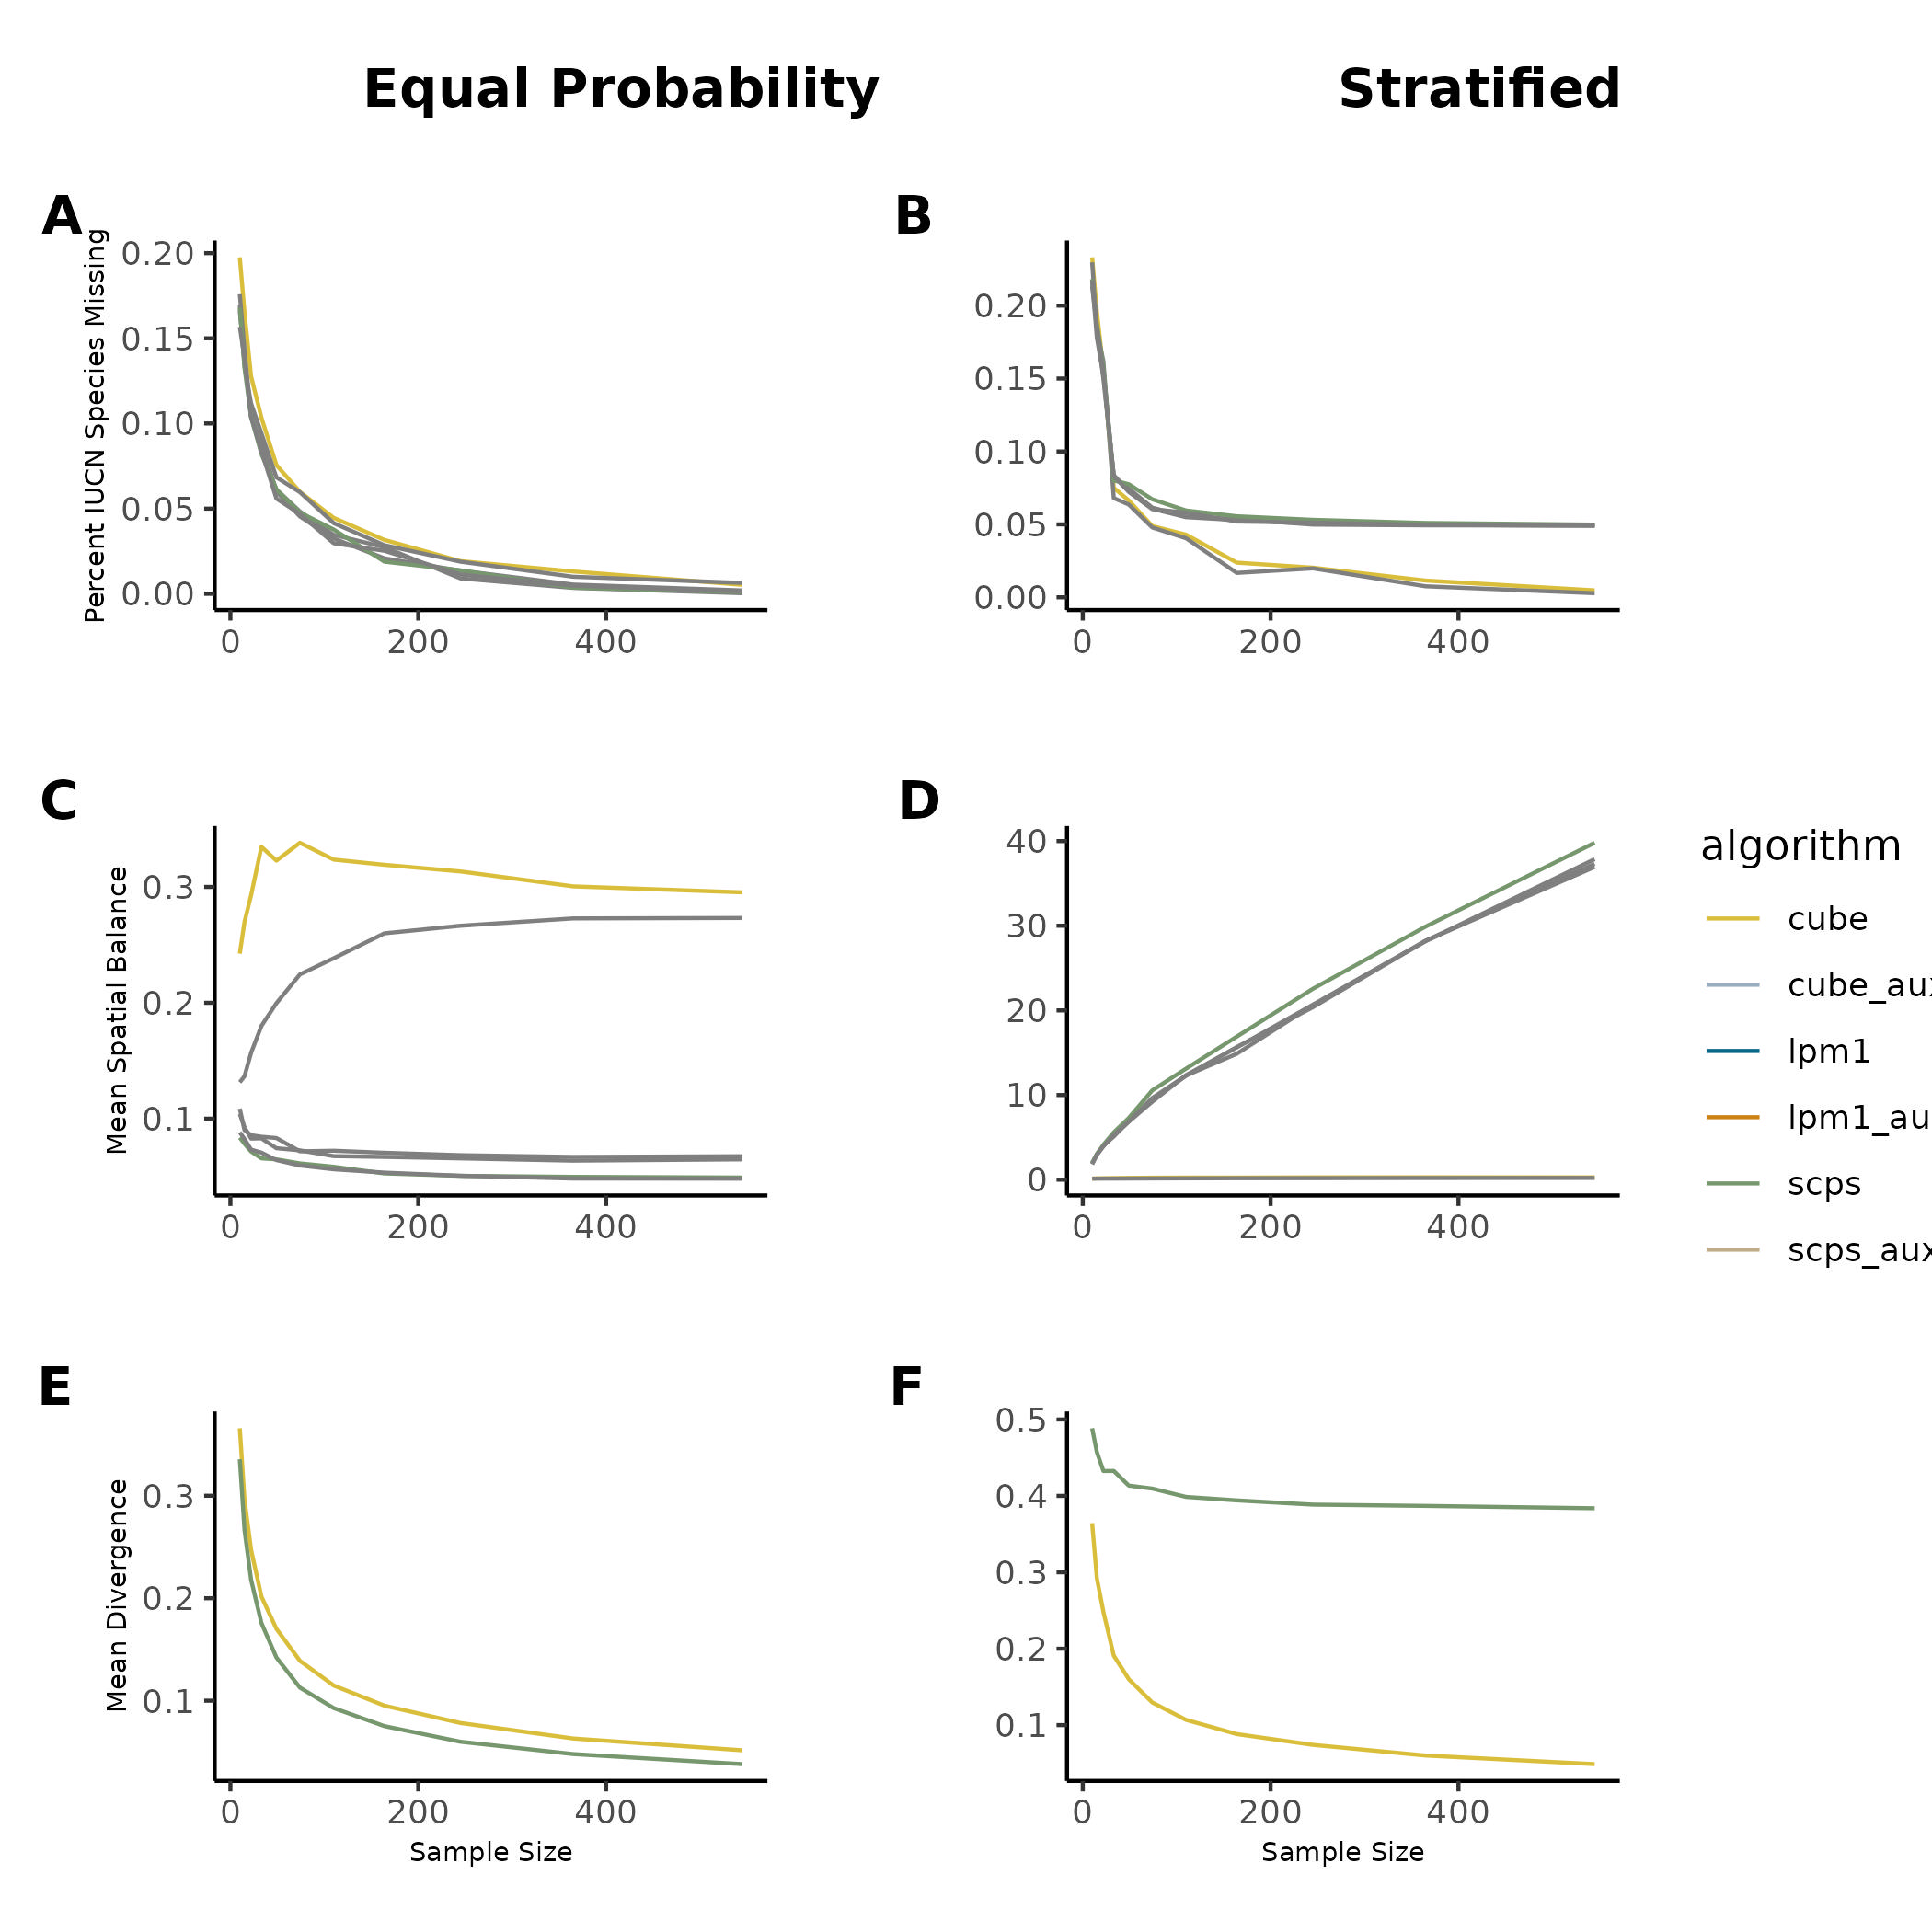 Equal Probability
Stratified
A
Percent IUCN Species Missing
0.20
0.15
0.10
0.05
0.00
0 200 400
B
0.20
0.15
0.10
0.05
0.00
0 200 400
C
Mean Spatial Balance
0.3
0.2
0.1
0 200 400
D
40
30
20
10
0
0 200 400
algorithm
cube
cube_aux
lpm1
lpm1_au
scps
scps_aux
E
Mean Divergence
0.3
0.2
0.1
0 200 400
Sample Size
F
0.5
0.4
0.3
0.2
0.1
0 200 400
Sample Size